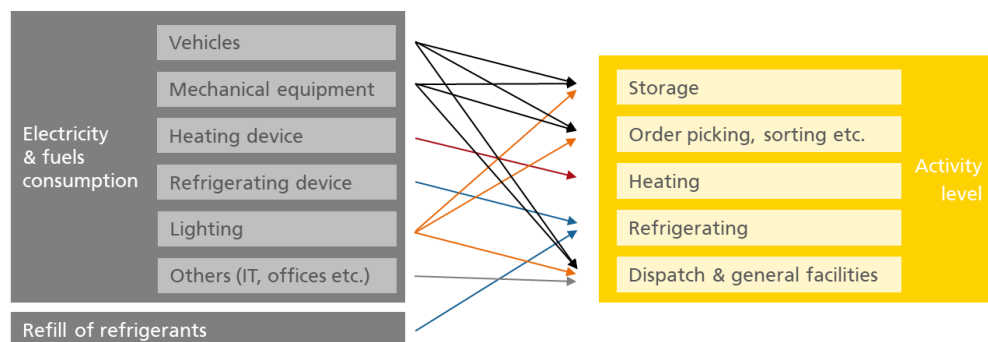 Vehicles
Mechanical equipment
Heating device
Refrigerating device
Lighting
Others (IT, offices etc.)
Electricity
& fuels
consumption
Refill of refrigerants
Storage
Order picking, sorting etc.
Heating
Refrigerating
Dispatch & general facilities
Activity
level